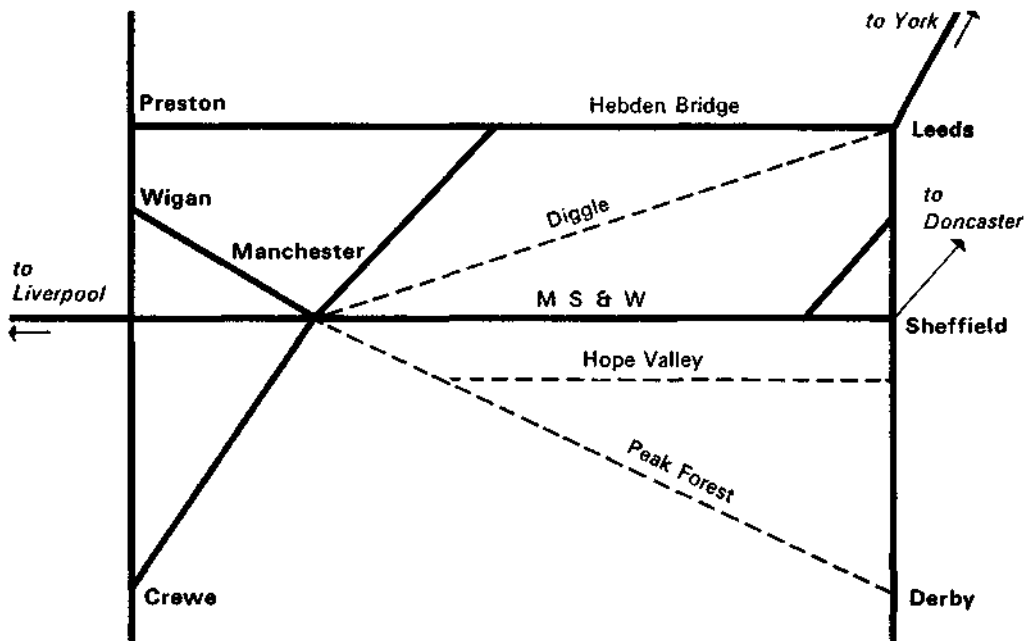 to York
Preston
Hebden Bridge
Leeds
Wigan
to
Doncaster
Diggle
Manchester
to
Liverpool
M S & W
Sheffield
Hope Valley
Peak Forest
Crewe
Derby